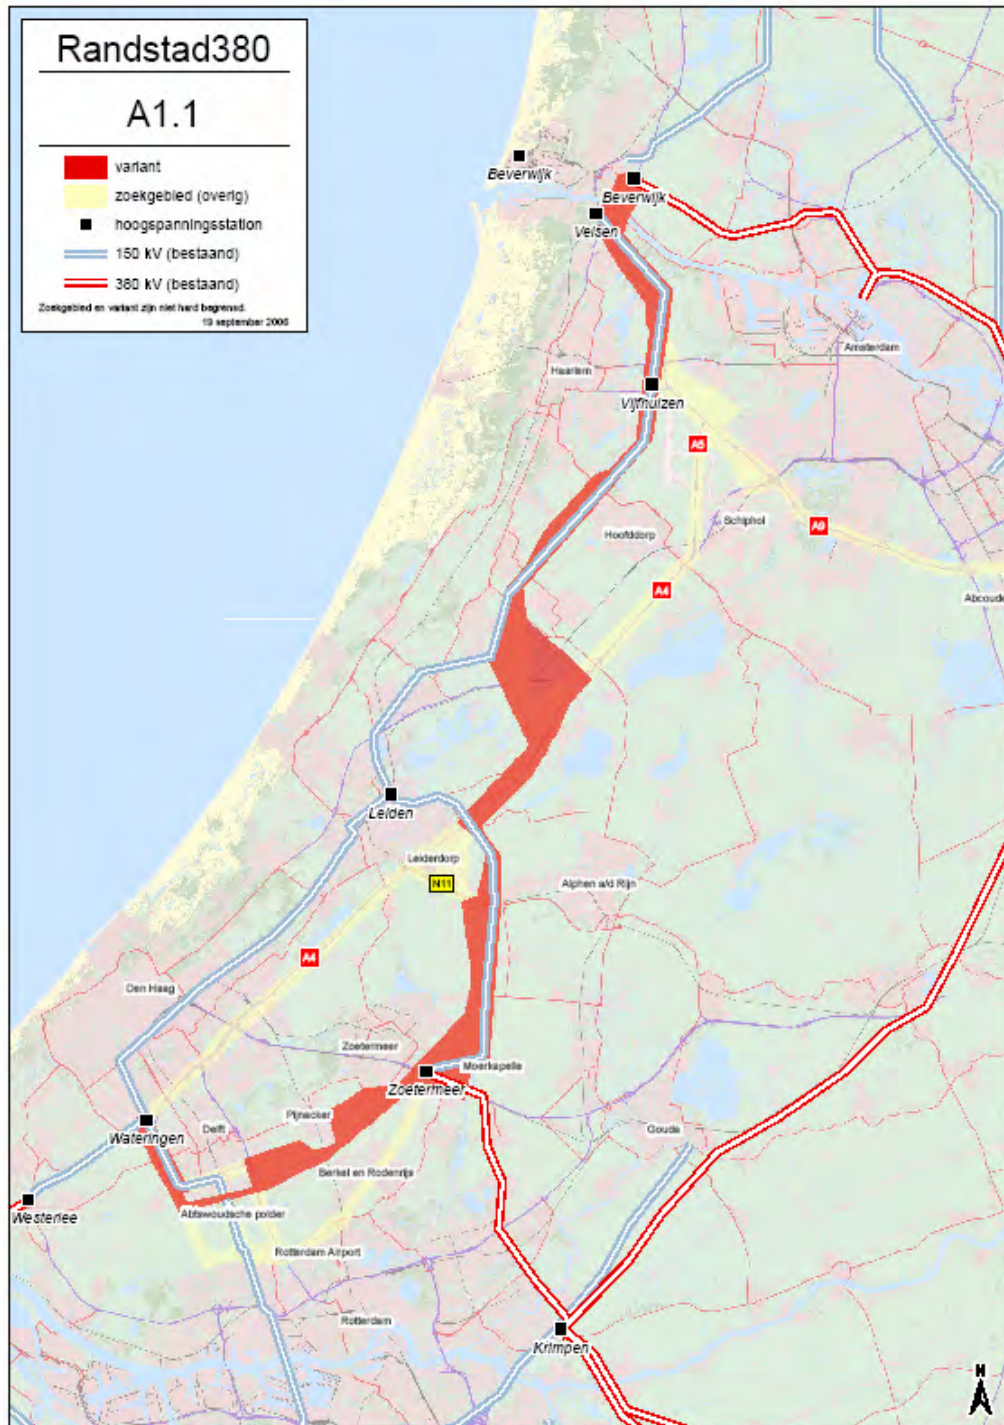 Randstad380
A1.1
variant
zoekgebied (overig)
hoogspanningsstation
150 kV (bestaand)
380 kV (bestaand)
Zoekgebied en variant zijn niet hard begrensd.
19 september 2006
Beverwijk
Beverwijk
Velsen
Amsterdam
Haarlem
Vijfhuizen
A5
Schiphol
A9
Hoofddorp
A4
Abcoude
Leiden
Leiderdorp
N11
Alphen a/d Rijn
A4
Den Haag
Zoetermeer
Moerkapelle
Zoetermeer
Pijnacker
Gouda
Delft
Wateringen
Berkel en Rodenrijs
Westerlee
Abtswoudsche polder
Rotterdam Airport
Rotterdam
Krimpen
N